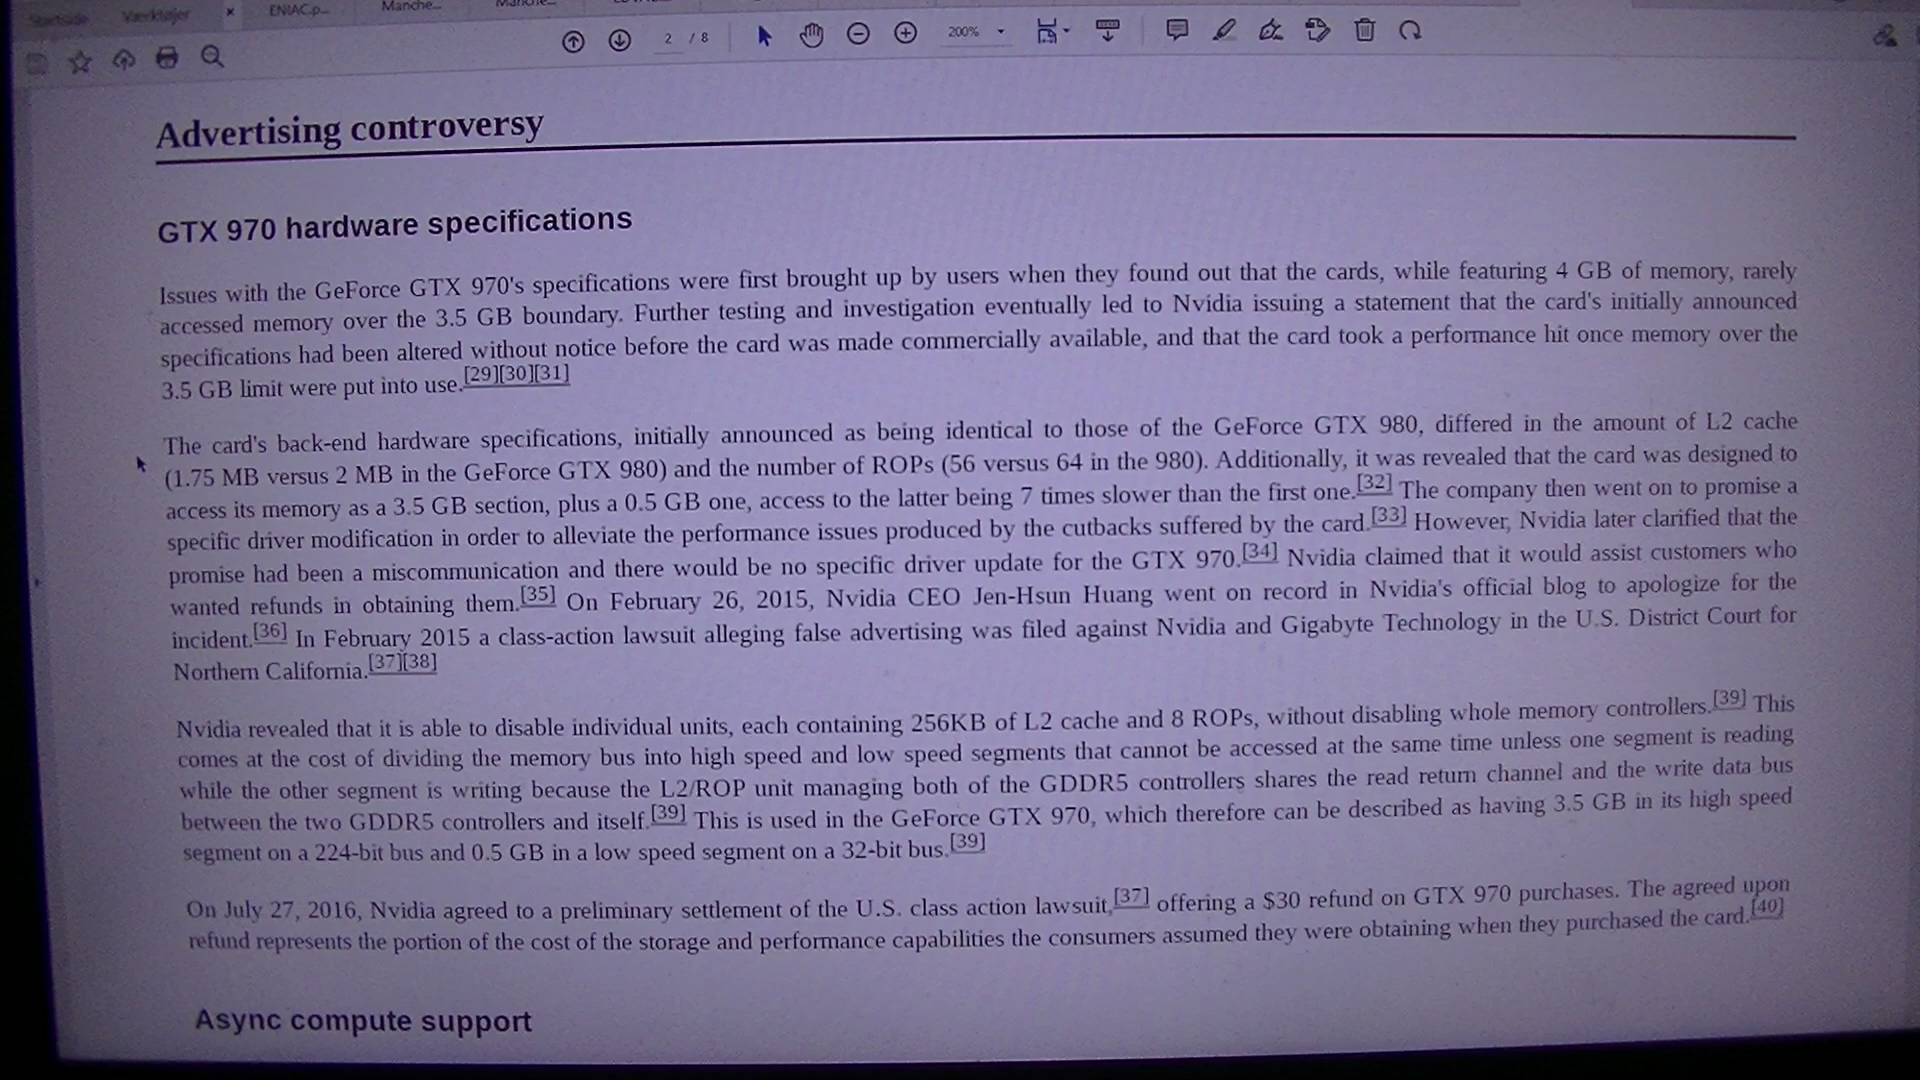 Startside Værktøjer × ENIAC.p... Manche... Manche...
2 / 8 200%
Advertising controversy
GTX 970 hardware specifications
Issues with the GeForce GTX 970's specifications were first brought up by users when they found out that the cards, while featuring 4 GB of memory, rarely
accessed memory over the 3.5 GB boundary. Further testing and investigation eventually led to Nvidia issuing a statement that the card's initially announced
specifications had been altered without notice before the card was made commercially available, and that the card took a performance hit once memory over the
3.5 GB limit were put into use.[29][30][31]
The card's back-end hardware specifications, initially announced as being identical to those of the GeForce GTX 980, differed in the amount of L2 cache
(1.75 MB versus 2 MB in the GeForce GTX 980) and the number of ROPs (56 versus 64 in the 980). Additionally, it was revealed that the card was designed to
access its memory as a 3.5 GB section, plus a 0.5 GB one, access to the latter being 7 times slower than the first one.[32] The company then went on to promise a
specific driver modification in order to alleviate the performance issues produced by the cutbacks suffered by the card.[33] However, Nvidia later clarified that the
promise had been a miscommunication and there would be no specific driver update for the GTX 970.[34] Nvidia claimed that it would assist customers who
wanted refunds in obtaining them.[35] On February 26, 2015, Nvidia CEO Jen-Hsun Huang went on record in Nvidia's official blog to apologize for the
incident.[36] In February 2015 a class-action lawsuit alleging false advertising was filed against Nvidia and Gigabyte Technology in the U.S. District Court for
Northern California.[37][38]
Nvidia revealed that it is able to disable individual units, each containing 256KB of L2 cache and 8 ROPs, without disabling whole memory controllers.[39] This
comes at the cost of dividing the memory bus into high speed and low speed segments that cannot be accessed at the same time unless one segment is reading
while the other segment is writing because the L2/ROP unit managing both of the GDDR5 controllers shares the read return channel and the write data bus
between the two GDDR5 controllers and itself.[39] This is used in the GeForce GTX 970, which therefore can be described as having 3.5 GB in its high speed
segment on a 224-bit bus and 0.5 GB in a low speed segment on a 32-bit bus.[39]
On July 27, 2016, Nvidia agreed to a preliminary settlement of the U.S. class action lawsuit,[37] offering a $30 refund on GTX 970 purchases. The agreed upon
refund represents the portion of the cost of the storage and performance capabilities the consumers assumed they were obtaining when they purchased the card.[40]
Async compute support